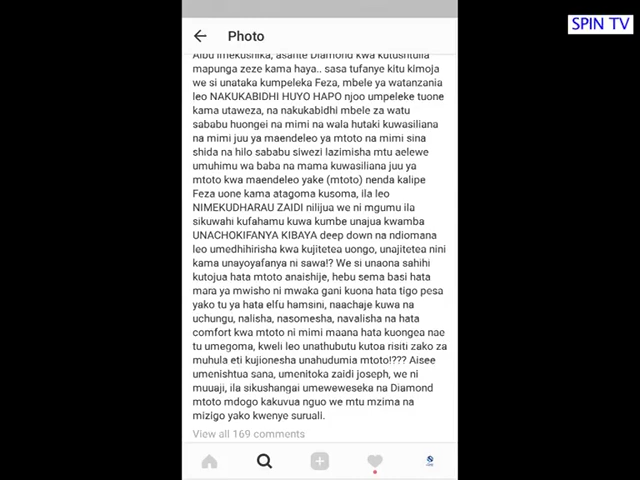 SPIN TV
Photo
Aibu imekushika, asante Diamond kwa kutushtulia
mapunga zeze kama haya.. sasa tufanye kitu kimoja
we si unataka kumpeleka Feza, mbele ya watanzania
leo NAKUKABIDHI HUYO HAPO njoo umpeleke tuone
kama utaweza, na nakukabidhi mbele za watu
sababu huongei na mimi na wala hutaki kuwasiliana
na mimi juu ya maendeleo ya mtoto na mimi sina
shida na hilo sababu siwezi lazimisha mtu aelewe
umuhimu wa baba na mama kuwasiliana juu ya
mtoto kwa maendeleo yake (mtoto) nenda kalipe
Feza uone kama atagoma kusoma, ila leo
NIMEKUDHARAU ZAIDI nilijua we ni mgumu ila
sikuwahi kufahamu kuwa kumbe unajua kwamba
UNACHOKIFANYA KIBAYA deep down na ndiomana
leo umedhihirisha kwa kujitetea uongo, unajitetea nini
kama unayoyafanya ni sawa!? We si unaona sahihi
kutojua hata mtoto anaishije, hebu sema basi hata
mara ya mwisho ni mwaka gani kuona hata tigo pesa
yako tu ya hata elfu hamsini, naachaje kuwa na
uchungu, nalisha, nasomesha, navalisha na hata
comfort kwa mtoto ni mimi maana hata kuongea nae
tu umegoma, kweli leo unathubutu kutoa risiti zako za
muhula eti kujionesha unahudumia mtoto!??? Aisee
umenishtua sana, umenitoka zaidi joseph, we ni
muuaji, ila sikushangai umeweweseka na Diamond
mtoto mdogo kakuvua nguo we mtu mzima na
mizigo yako kwenye suruali.
View all 169 comments